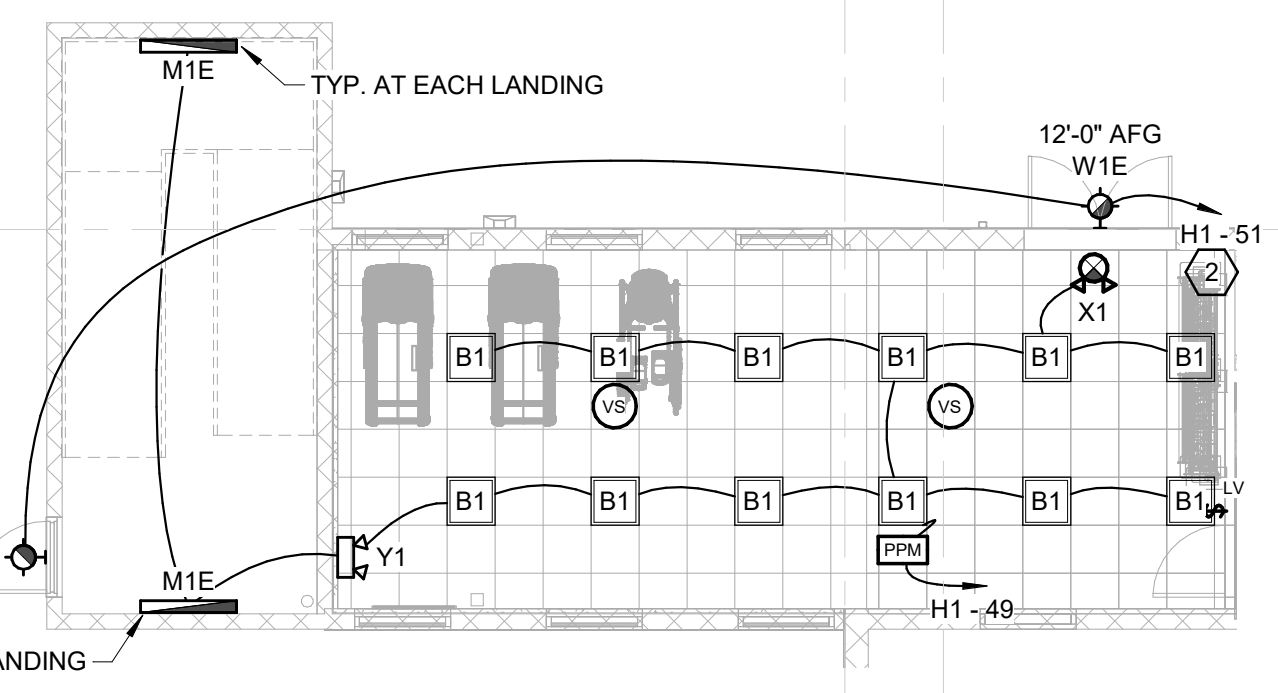 M1E
TYP. AT EACH LANDING
12'-0" AFG
W1E
H1 - 51
2
X1
B1 B1 B1 B1 B1 B1
VS VS
B1 B1 B1 B1 B1 B1
LV
$
Y1
PPM
M1E
H1 - 49
ANDING